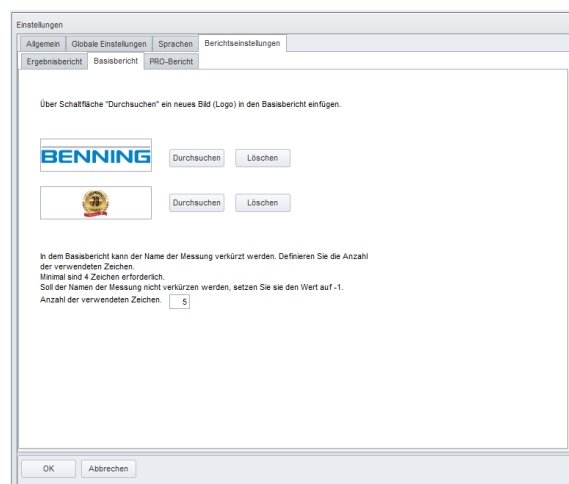 Einstellungen
Allgemein Globale Einstellungen Sprachen Berichtseinstellungen
Ergebnisbericht Basisbericht PRO-Bericht
Über Schaltfläche "Durchsuchen" ein neues Bild (Logo) in den Basisbericht einfügen.
BENNING Durchsuchen Löschen
Durchsuchen Löschen
In dem Basisbericht kann der Name der Messung verkürzt werden. Definieren Sie die Anzahl
der verwendeten Zeichen.
Minimal sind 4 Zeichen erforderlich.
Soll der Namen der Messung nicht verkürzen werden, setzen Sie sie den Wert auf -1.
Anzahl der verwendeten Zeichen. 5
OK Abbrechen